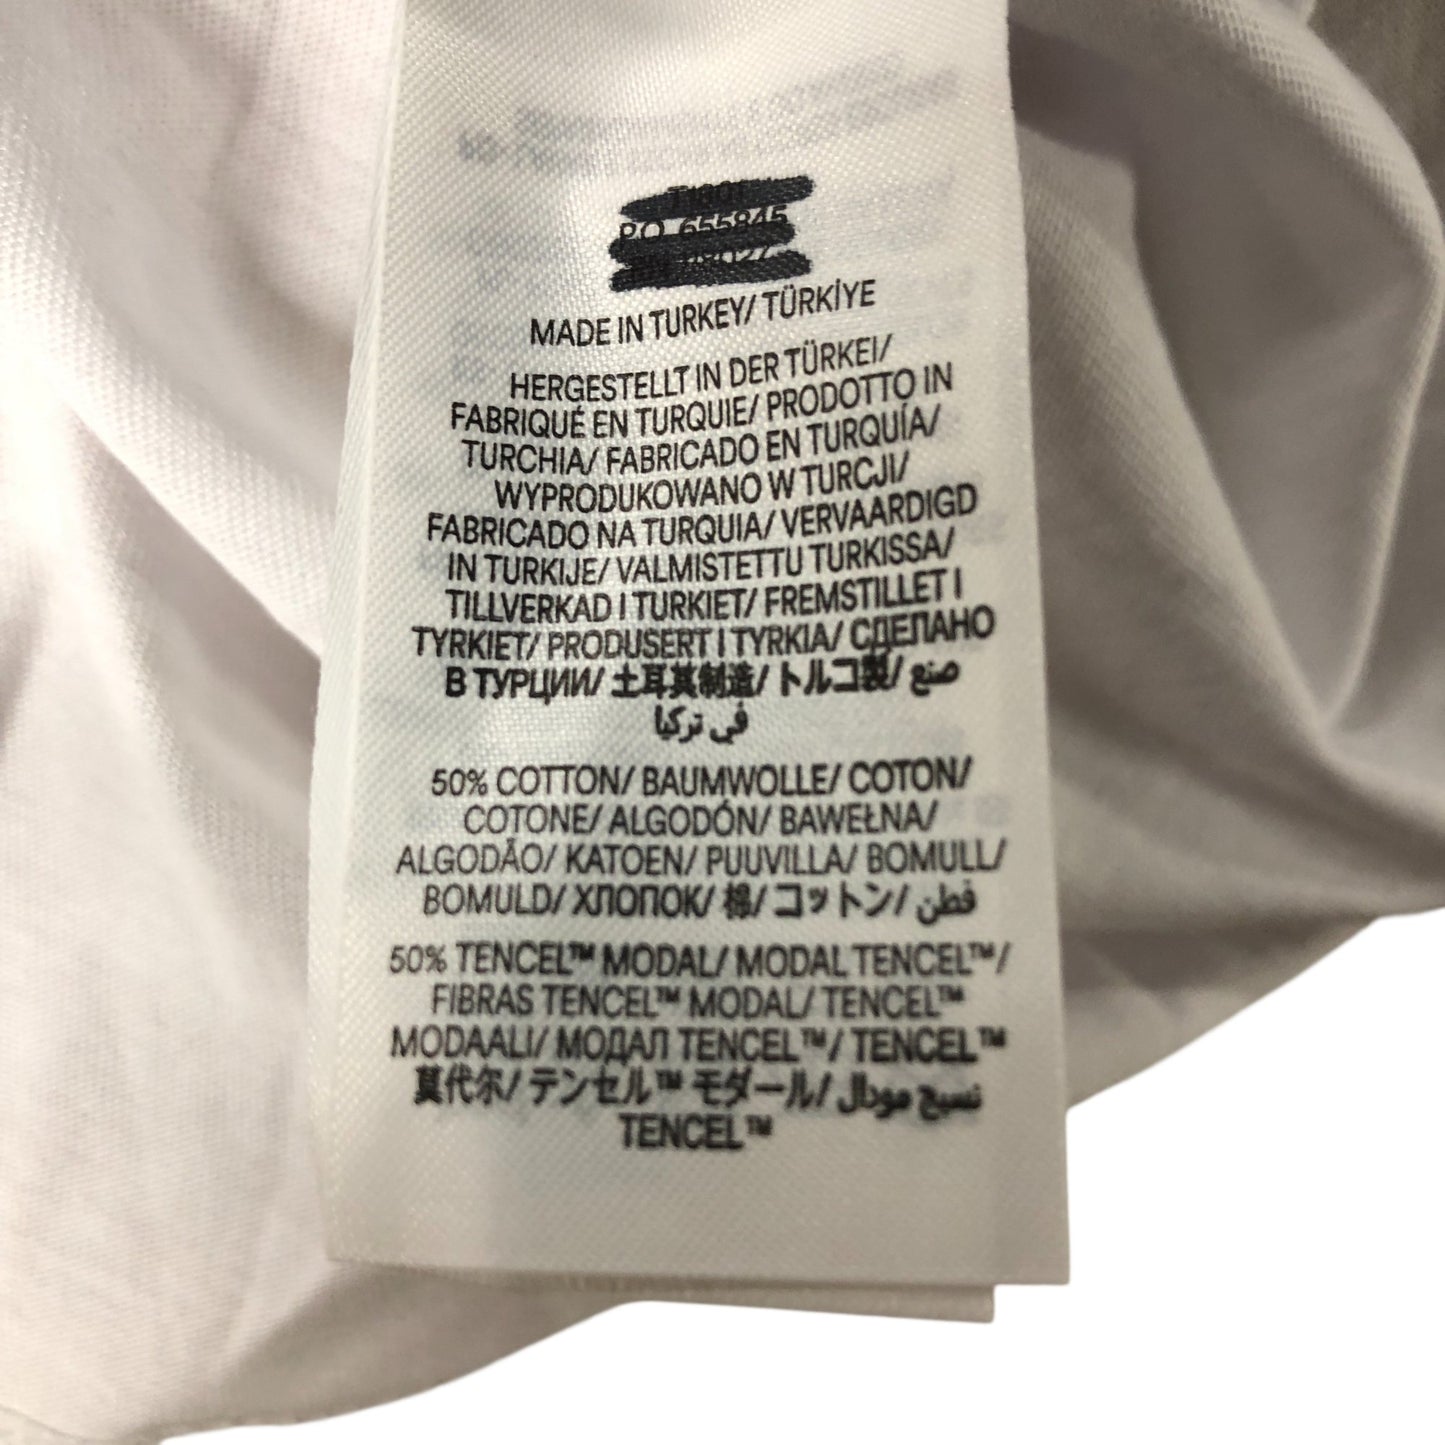 P.O. 655845
MADE IN TURKEY/ TÜRKİYE
HERGESTELLT IN DER TÜRKEI/
FABRIQUÉ EN TURQUIE/ PRODOTTO IN
TURCHIA/ FABRICADO EN TURQUÍA/
WYPRODUKOWANO W TURCJI/
FABRICADO NA TURQUIA/ VERVAARDIGD
IN TURKIJE/ VALMISTETTU TURKISSA/
TILLVERKAD I TURKIET/ FREMSTILLET I
TYRKIET/ PRODUSERT I TYRKIA/ СДЕЛАНО
В ТУРЦИИ/ 土耳其制造/ トルコ製/ صنع
في تركيا
50% COTTON/ BAUMWOLLE/ COTON/
COTONE/ ALGODÓN/ BAWEŁNA/
ALGODÃO/ KATOEN/ PUUVILLA/ BOMULL/
BOMULD/ ХЛОПОК/ 棉/ コットン/ قطن
50% TENCEL™ MODAL/ MODAL TENCEL™/
FIBRAS TENCEL™ MODAL/ TENCEL™
MODAALI/ МОДАЛ TENCEL™/ TENCEL™
莫代尔/ テンセル™ モダール/ نسيج مودال
TENCEL™